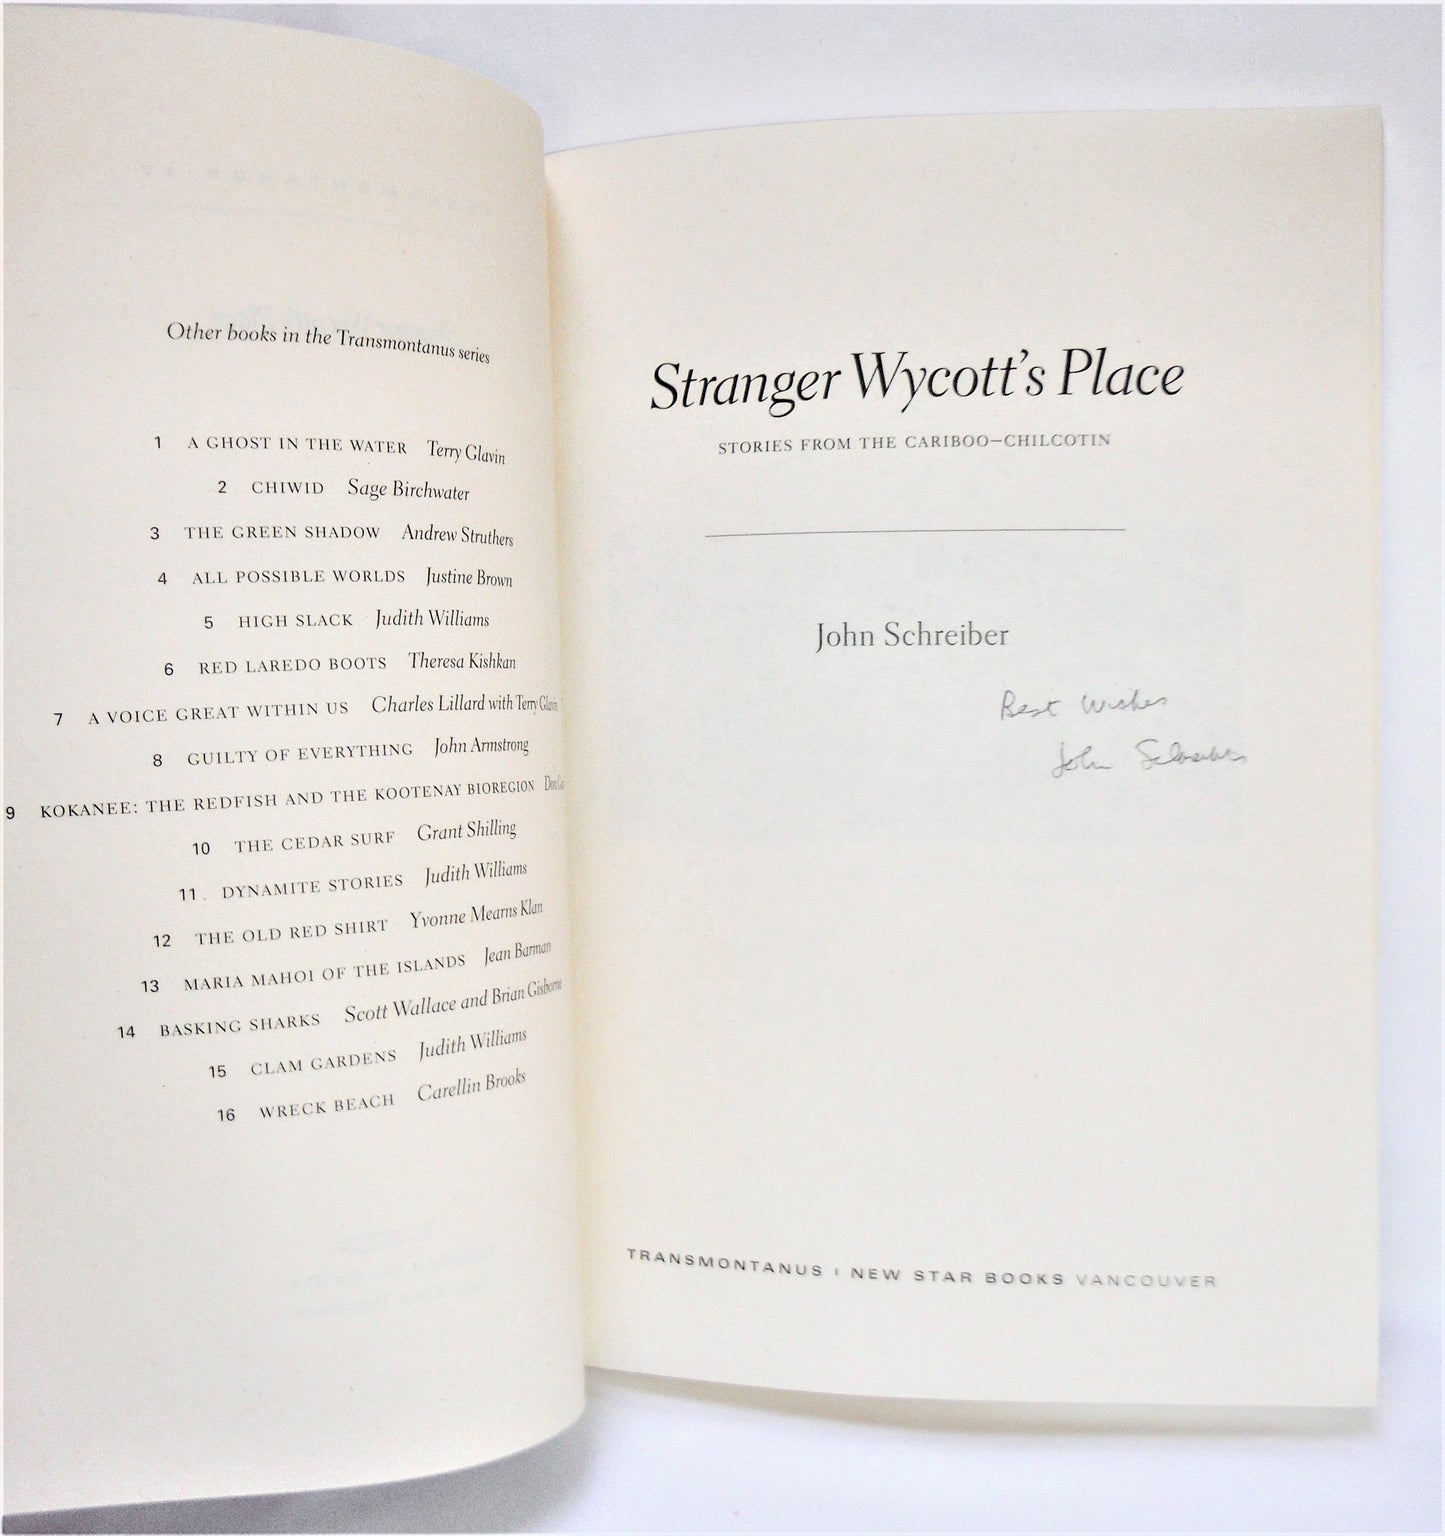 Other books in the Transmontanus series
1 A GHOST IN THE WATER Terry Glavin
2 CHIWID Sage Birchwater
3 THE GREEN SHADOW Andrew Struthers
4 ALL POSSIBLE WORLDS Justine Brown
5 HIGH SLACK Judith Williams
6 RED LAREDO BOOTS Theresa Kishkan
7 A VOICE GREAT WITHIN US Charles Lillard with Terry Glavin
8 GUILTY OF EVERYTHING John Armstrong
9 KOKANEE: THE REDFISH AND THE KOOTENAY BIOREGION
10 THE CEDAR SURF Grant Shilling
11 DYNAMITE STORIES Judith Williams
12 THE OLD RED SHIRT Yvonne Mearns Klan
13 MARIA MAHOI OF THE ISLANDS Jean Barman
14 BASKING SHARKS Scott Wallace and Brian Gisborne
15 CLAM GARDENS Judith Williams
16 WRECK BEACH Carellin Brooks
Stranger Wycott's Place
STORIES FROM THE CARIBOO–CHILCOTIN
John Schreiber
Best Wishes
John Schreiber
TRANSMONTANUS | NEW STAR BOOKS VANCOUVER